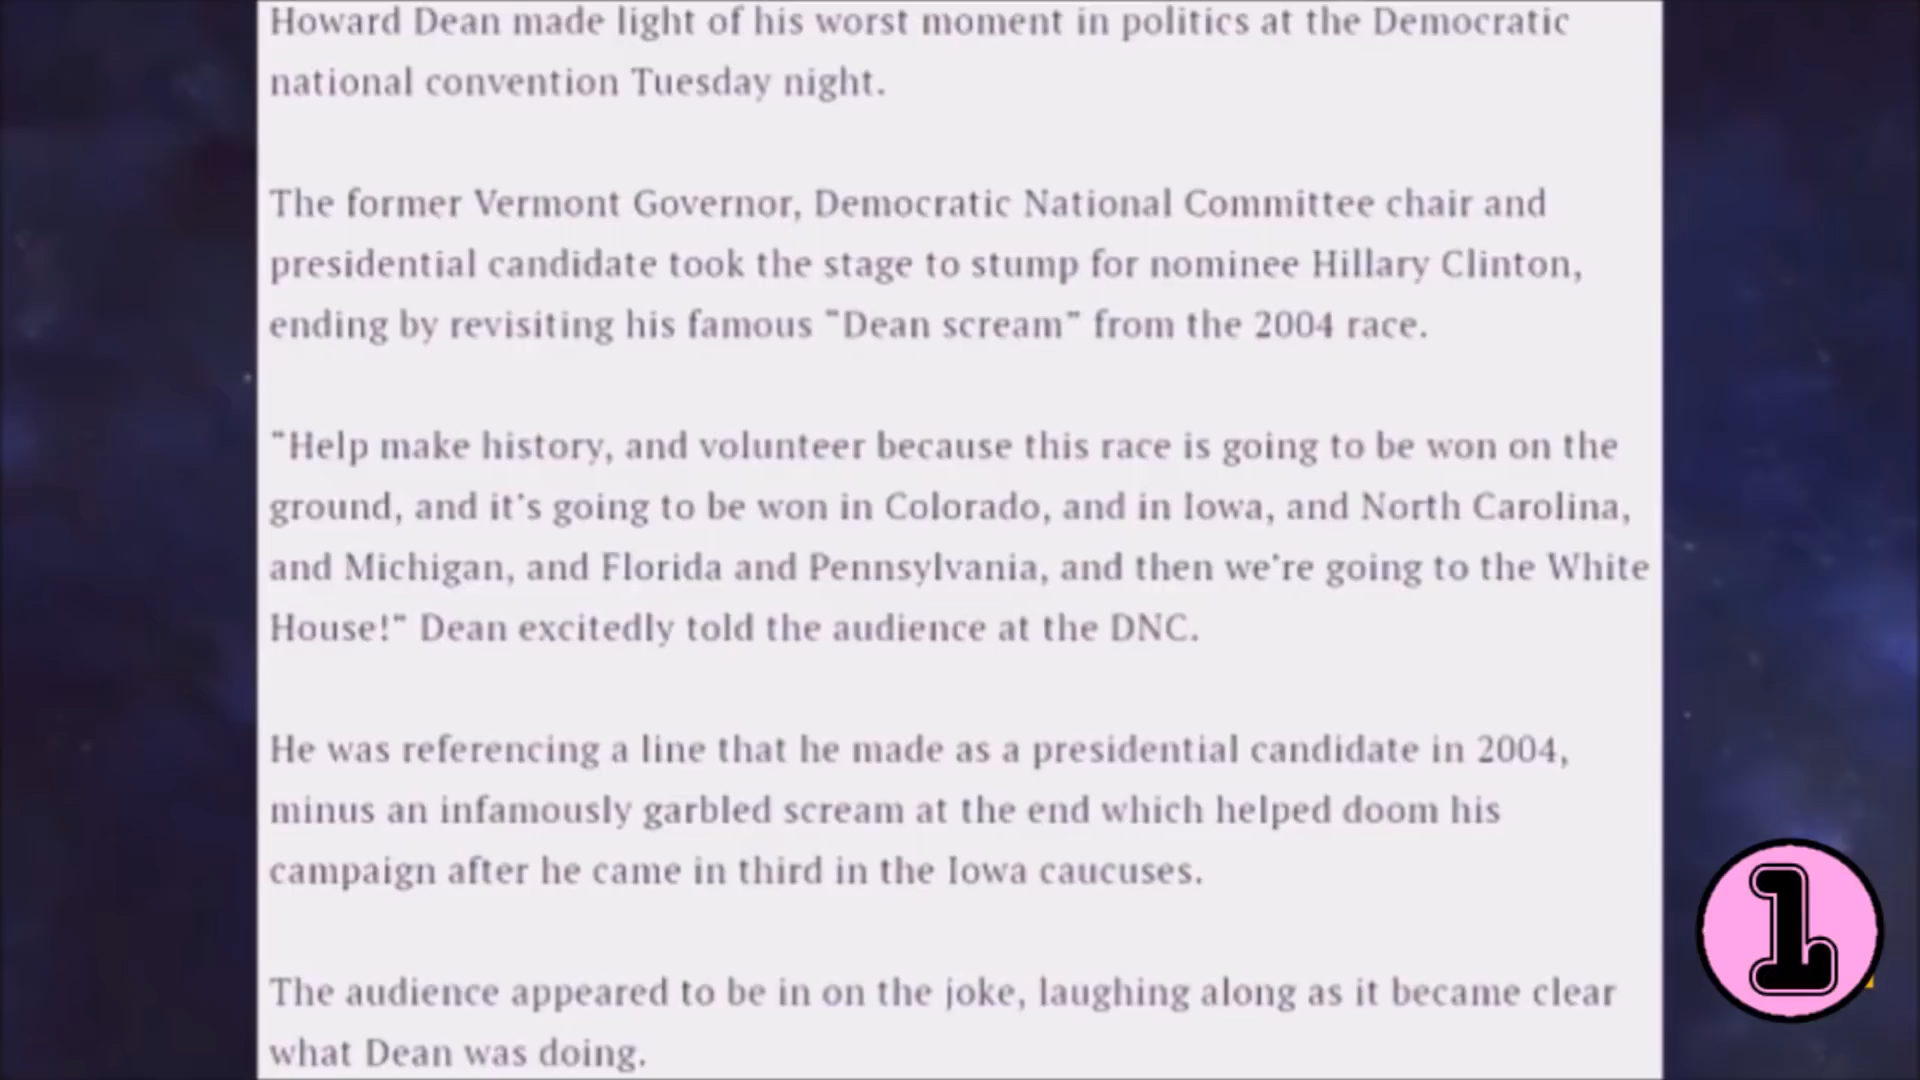 Howard Dean made light of his worst moment in politics at the Democratic
national convention Tuesday night.
The former Vermont Governor, Democratic National Committee chair and
presidential candidate took the stage to stump for nominee Hillary Clinton,
ending by revisiting his famous "Dean scream" from the 2004 race.
"Help make history, and volunteer because this race is going to be won on the
ground, and it's going to be won in Colorado, and in Iowa, and North Carolina,
and Michigan, and Florida and Pennsylvania, and then we're going to the White
House!" Dean excitedly told the audience at the DNC.
He was referencing a line that he made as a presidential candidate in 2004,
minus an infamously garbled scream at the end which helped doom his
campaign after he came in third in the Iowa caucuses.
The audience appeared to be in on the joke, laughing along as it became clear
what Dean was doing.